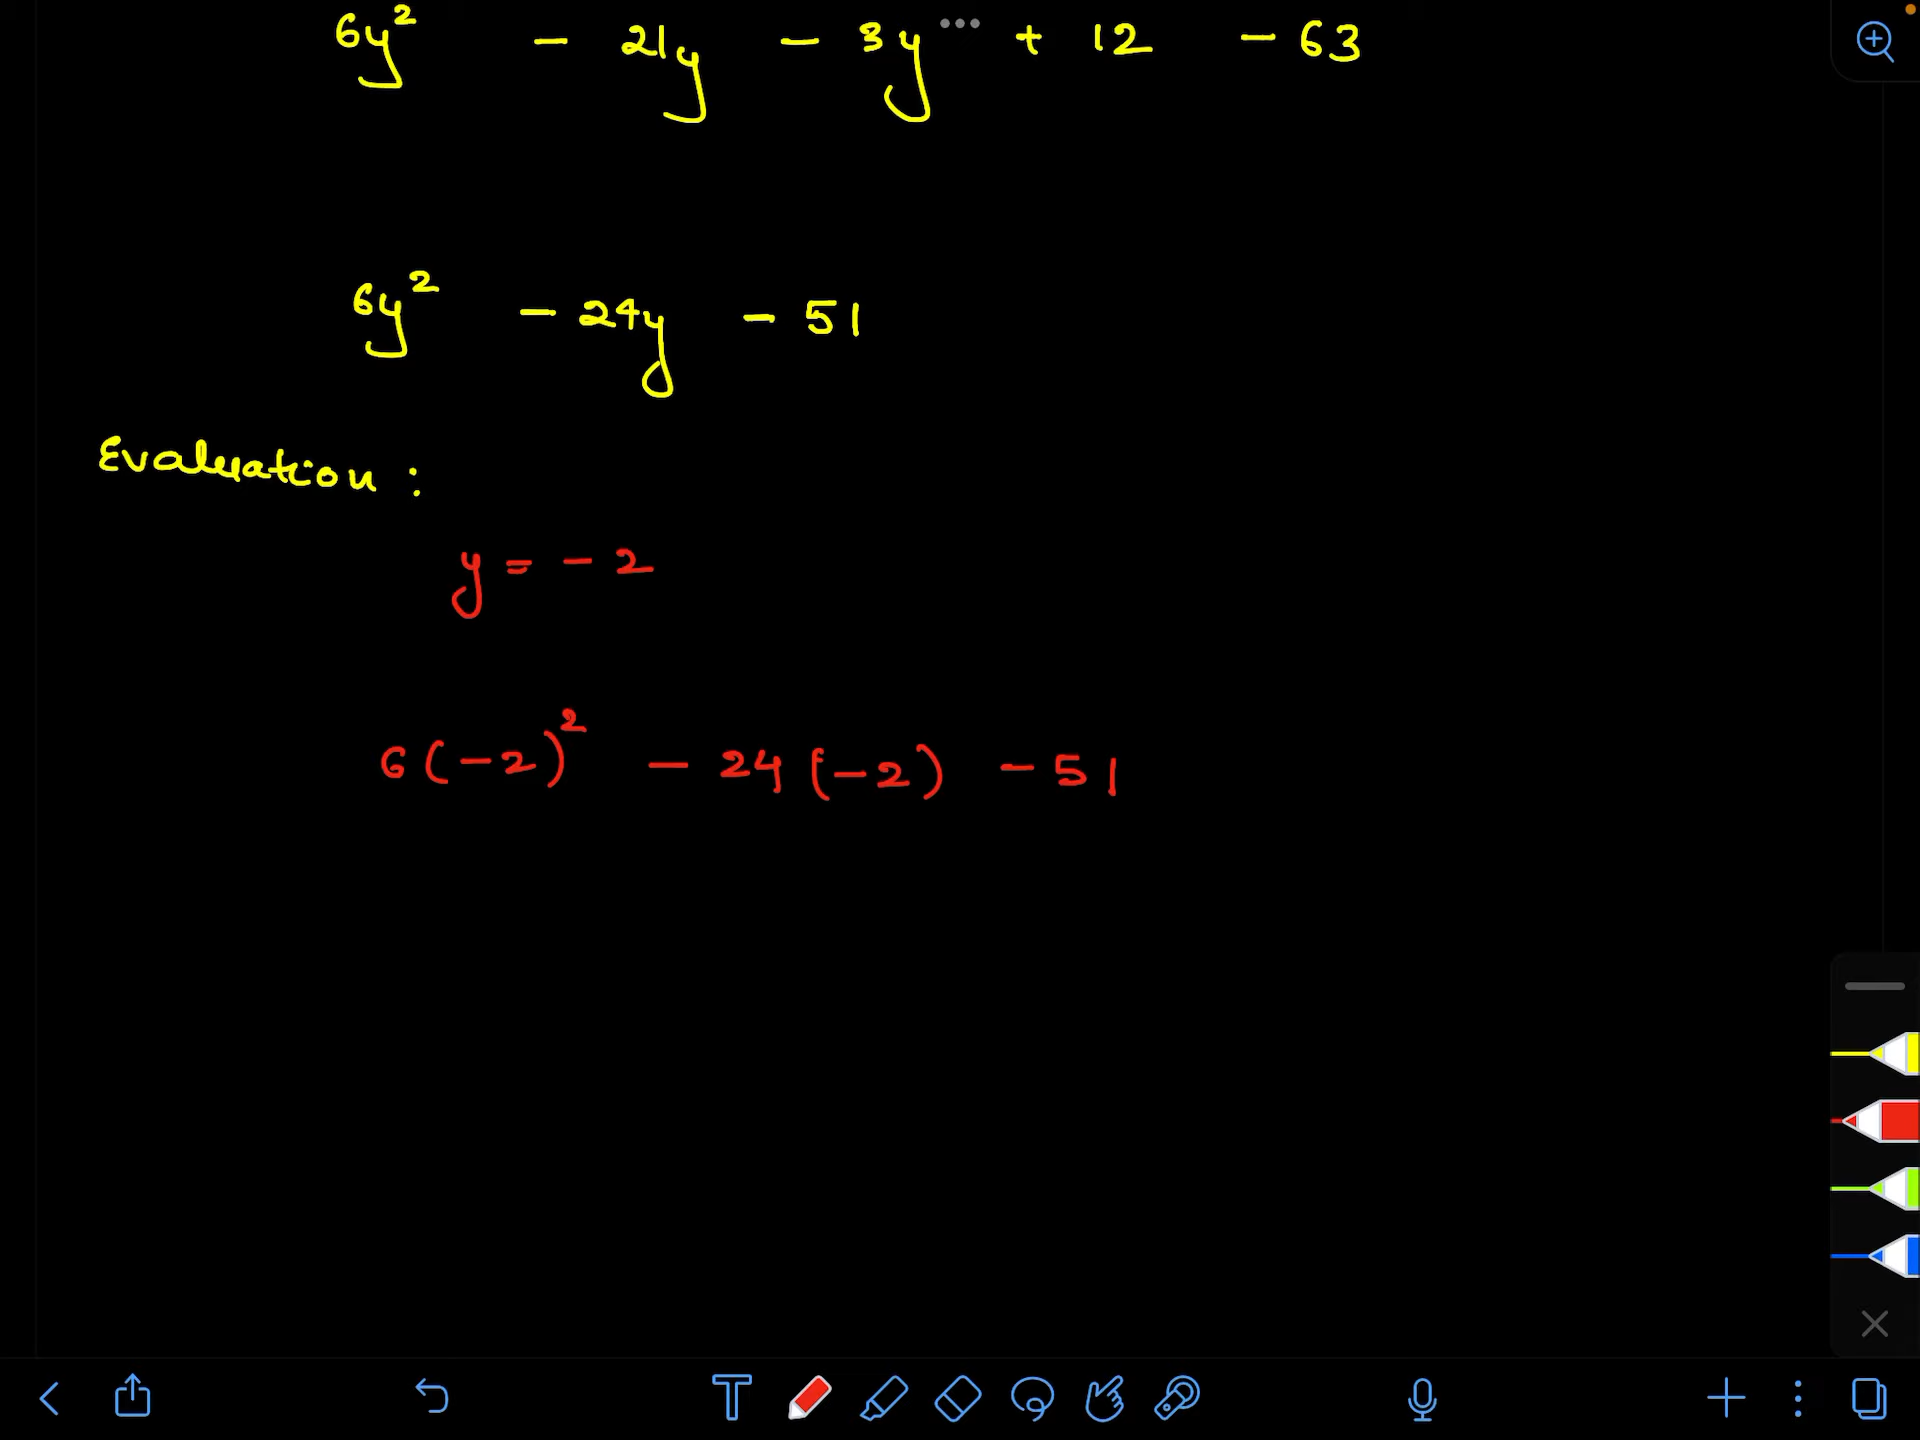 6y² - 21y - 3y + 12 - 63
6y² - 24y - 51
Evaluation :
y = - 2
6(-2)² - 24(-2) - 51